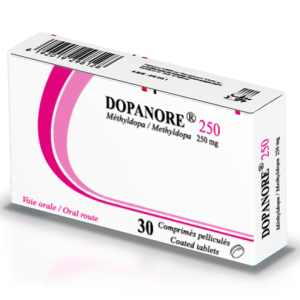 DOPANORE® 250
Méthyldopa / Methyldopa 250 mg
Voie orale / Oral route
30 Comprimés pelliculés
Coated tablets
DOPANORE® 250
Méthyldopa / Methyldopa 250 mg